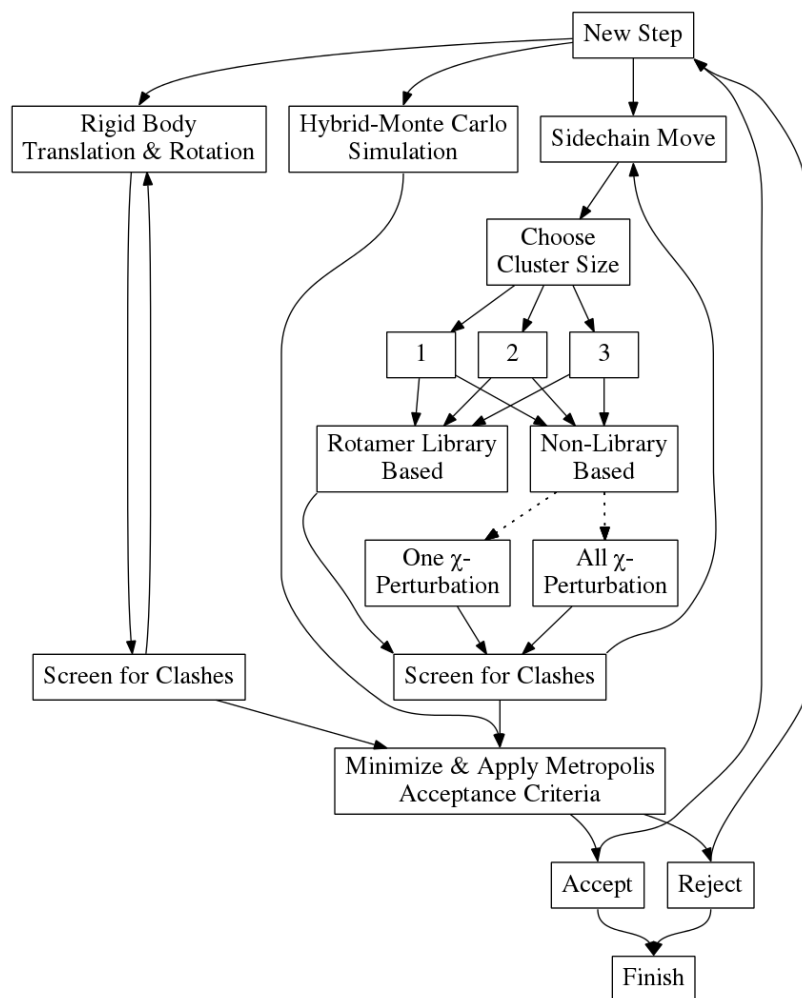 New Step
Rigid Body
Translation & Rotation
Hybrid-Monte Carlo
Simulation
Sidechain Move
Choose
Cluster Size
1
2
3
Rotamer Library
Based
Non-Library
Based
One χ-
Perturbation
All χ-
Perturbation
Screen for Clashes
Screen for Clashes
Minimize & Apply Metropolis
Acceptance Criteria
Accept
Reject
Finish